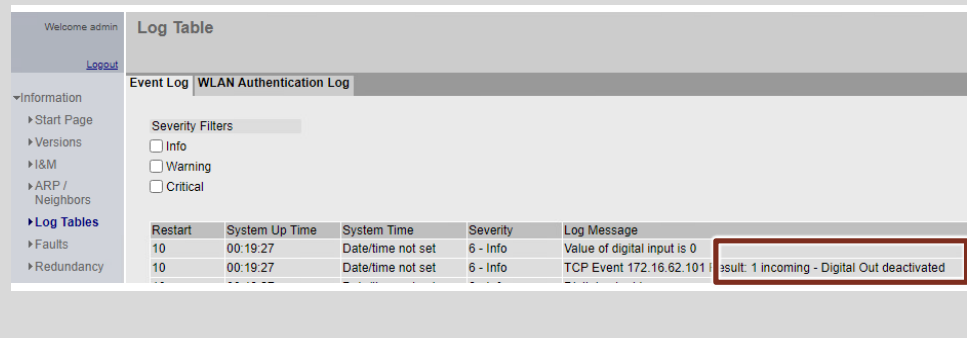 Welcome admin
Log Table
Logout
Event Log WLAN Authentication Log
Information
Start Page
Versions
I&M
ARP /
Neighbors
Log Tables
Faults
Redundancy
Severity Filters
Info
Warning
Critical
Restart System Up Time System Time Severity Log Message
10 00:19:27 Date/time not set 6 - Info Value of digital input is 0
10 00:19:27 Date/time not set 6 - Info TCP Event 172.16.62.101 Result: 1 incoming - Digital Out deactivated